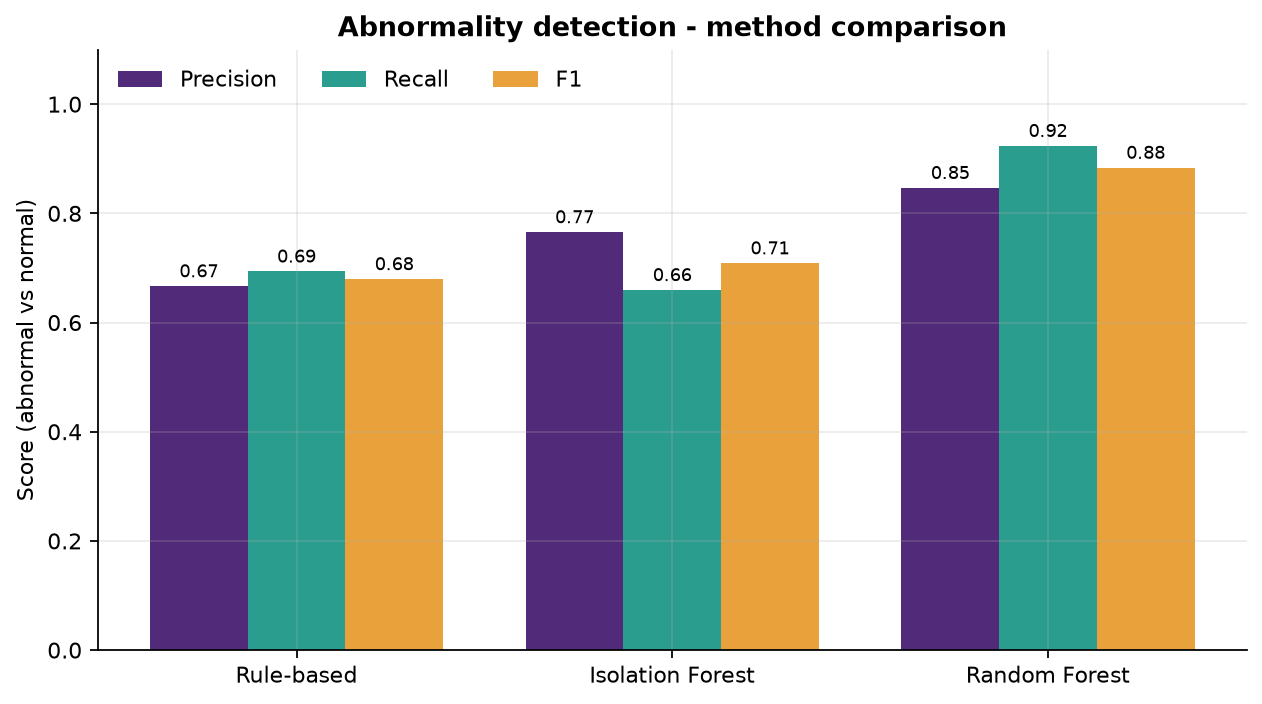 Abnormality detection - method comparison
Precision Recall F1
Score (abnormal vs normal)
1.0
0.8
0.6
0.4
0.2
0.0
0.67 0.69 0.68
0.77 0.66 0.71
0.85 0.92 0.88
Rule-based Isolation Forest Random Forest